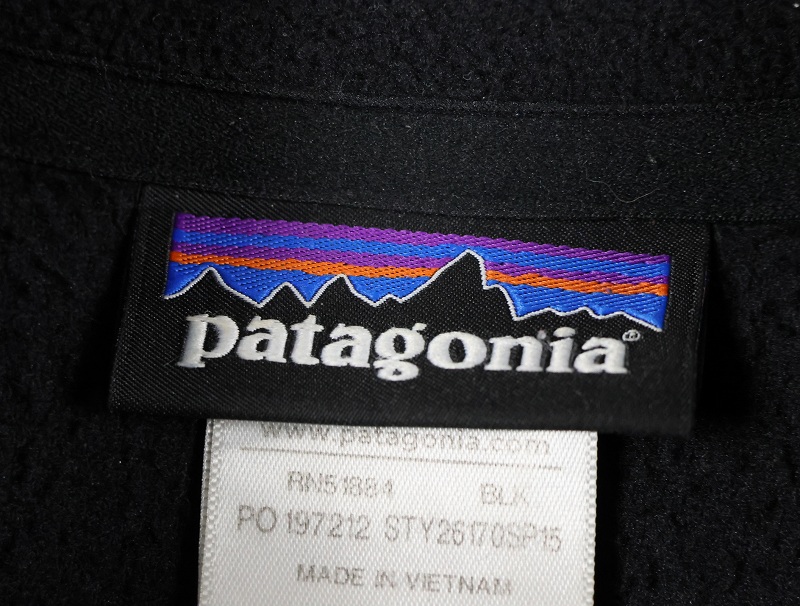 patagonia®
www.patagonia.com
RN51884 BLK
PO 197212 STY26170SP15
MADE IN VIETNAM